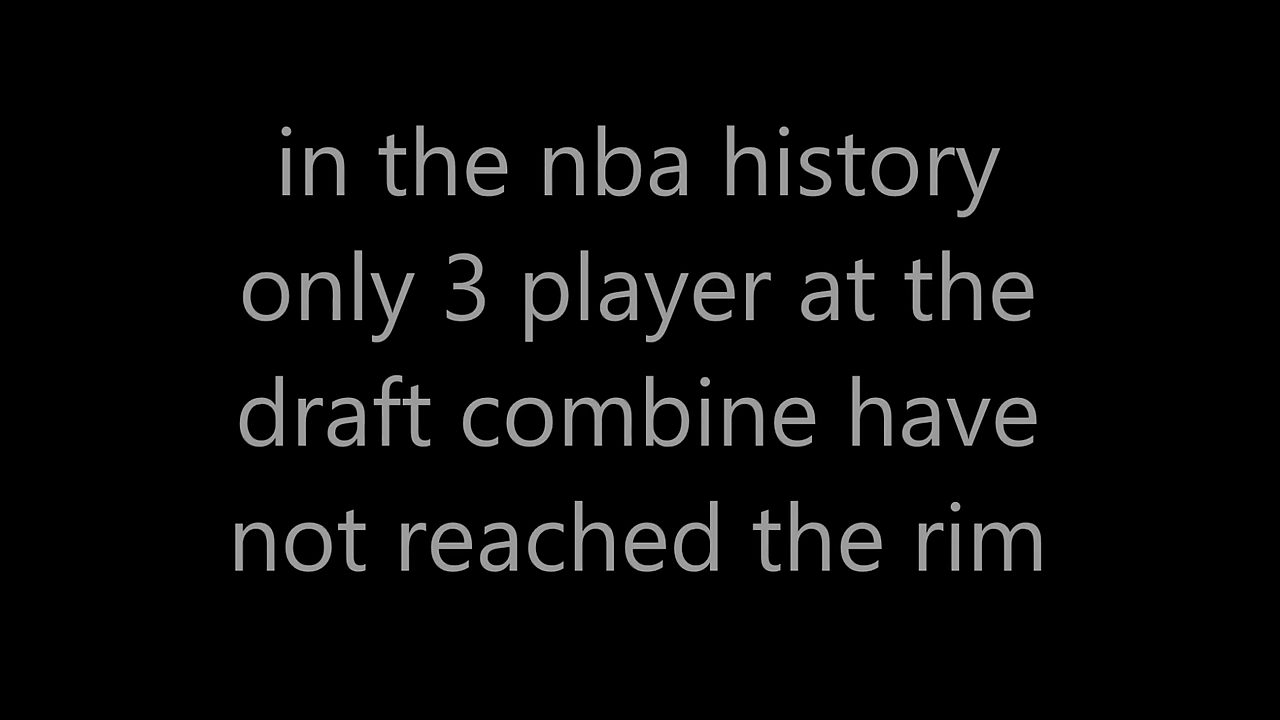 in the nba history
only 3 player at the
draft combine have
not reached the rim